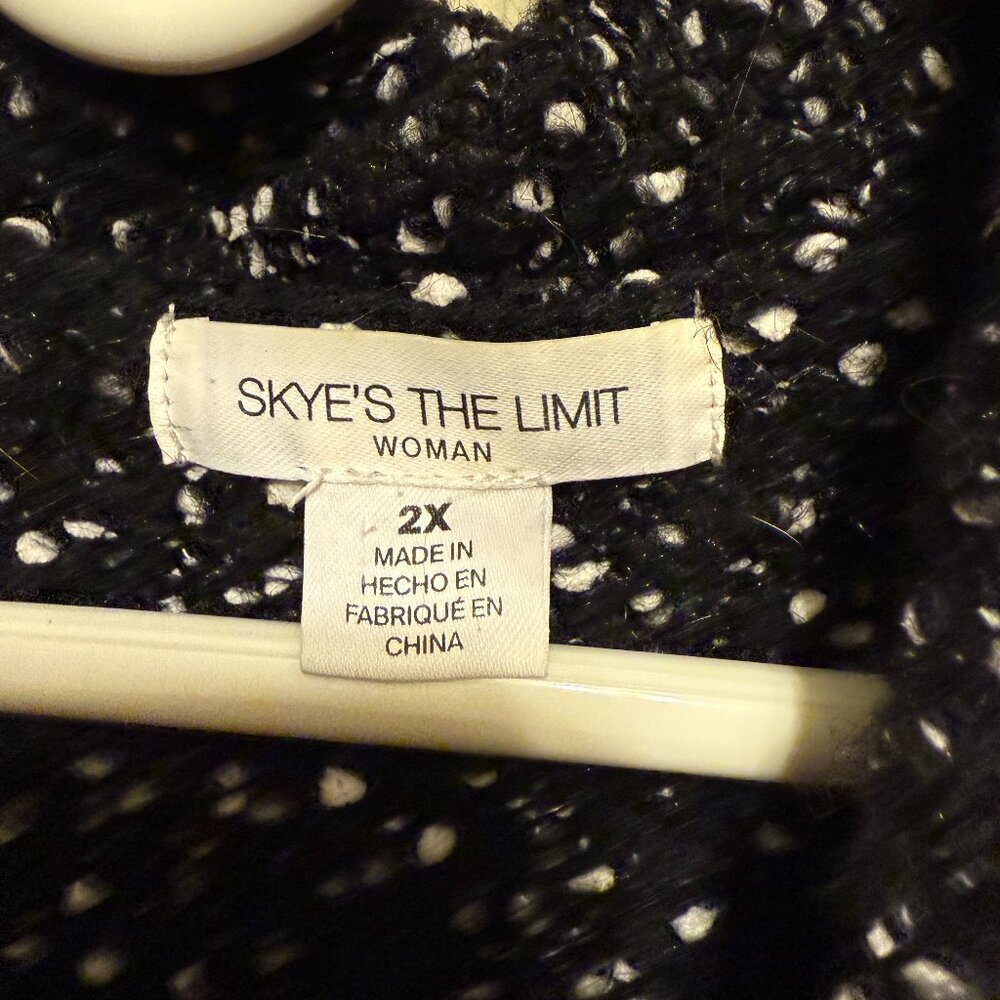 SKYE'S THE LIMIT
WOMAN
2X
MADE IN
HECHO EN
FABRIQUÉ EN
CHINA